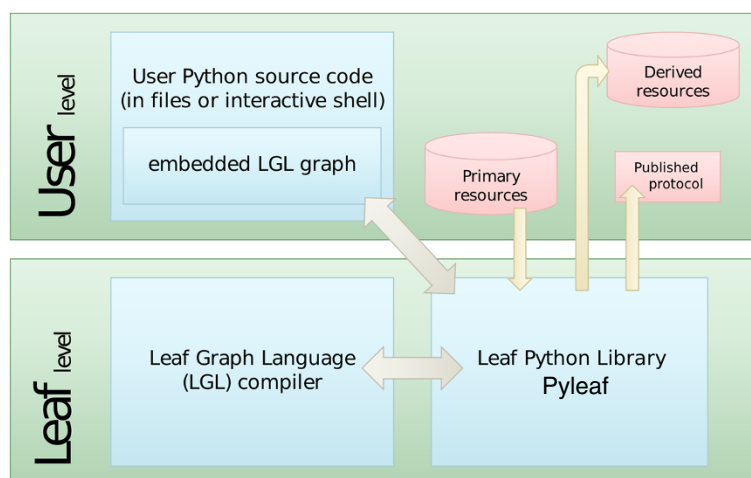 User level
User Python source code
(in files or interactive shell)
embedded LGL graph
Primary
resources
Derived
resources
Published
protocol
Leaf level
Leaf Graph Language
(LGL) compiler
Leaf Python Library
Pyleaf